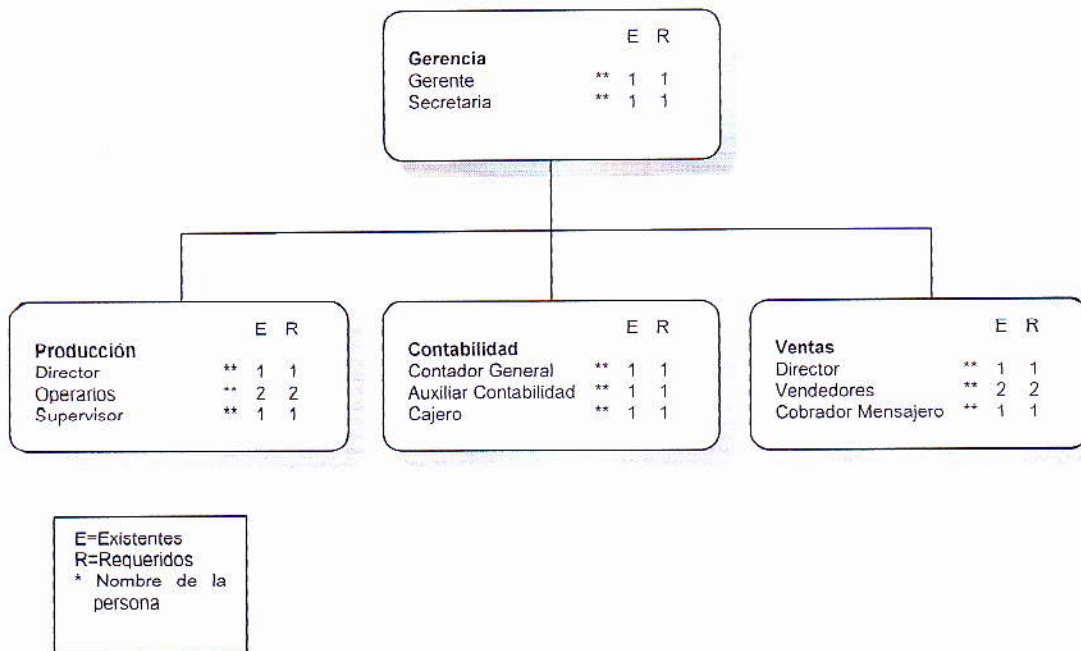 E R
Gerencia
Gerente ** 1 1
Secretaria ** 1 1
E R
Producción
Director ** 1 1
Operarios ** 2 2
Supervisor ** 1 1
E R
Contabilidad
Contador General ** 1 1
Auxiliar Contabilidad ** 1 1
Cajero ** 1 1
E R
Ventas
Director ** 1 1
Vendedores ** 2 2
Cobrador Mensajero ** 1 1
E=Existentes
R=Requeridos
* Nombre de la
persona